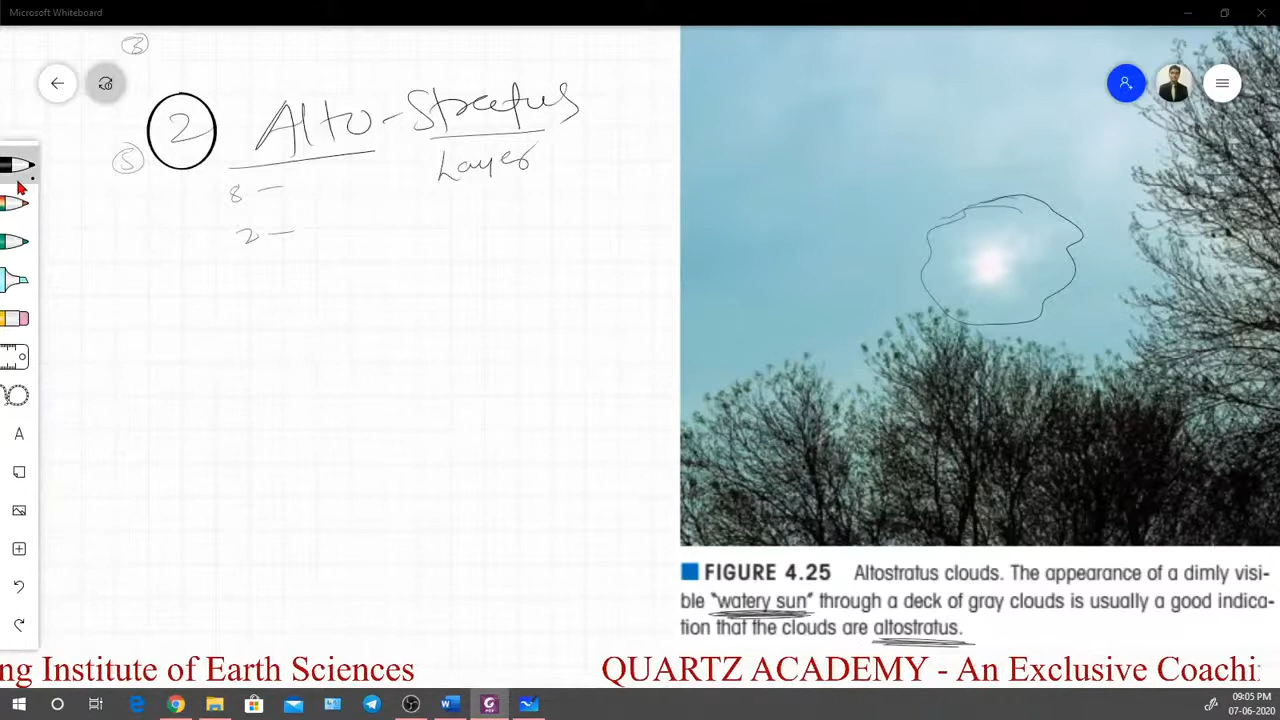 Microsoft Whiteboard
3
2 Alto-Stratus
5
Layer
8 -
2 -
A
FIGURE 4.25 Altostratus clouds. The appearance of a dimly visi-
ble "watery sun" through a deck of gray clouds is usually a good indica-
tion that the clouds are altostratus.
ng Institute of Earth Sciences QUARTZ ACADEMY - An Exclusive Coachi
09:05 PM
07-06-2020